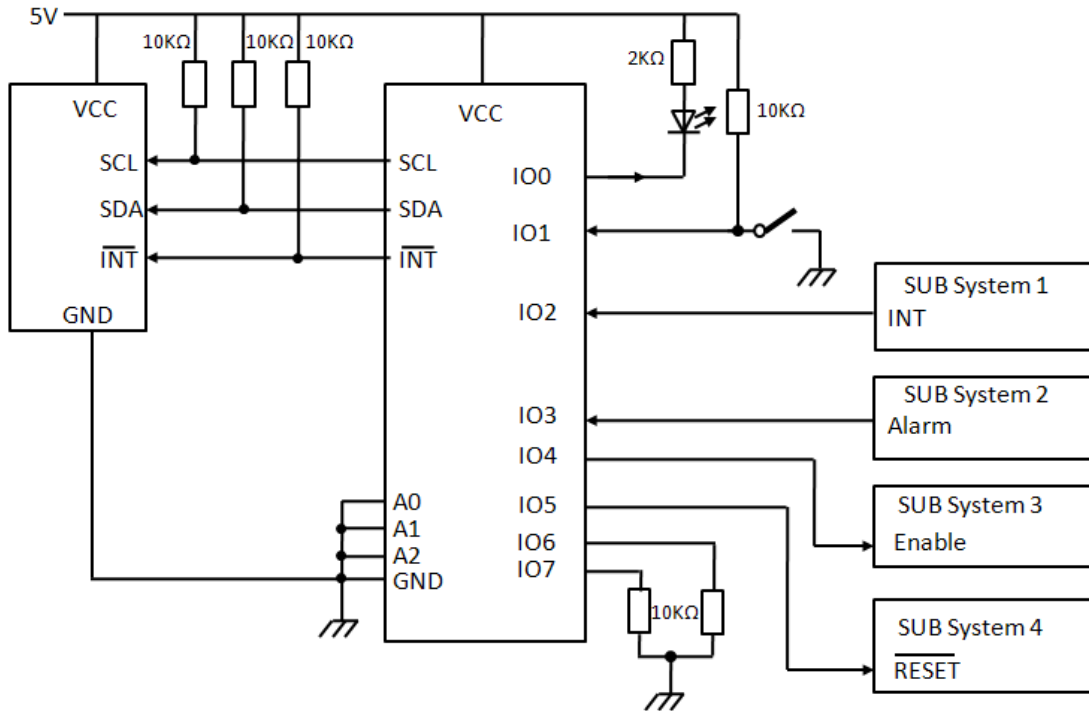 5V
10KΩ
10KΩ
10KΩ
2KΩ
10KΩ
VCC
SCL
SDA
INT
GND
VCC
SCL
SDA
INT
A0
A1
A2
GND
IO0
IO1
IO2
IO3
IO4
IO5
IO6
IO7
10KΩ
SUB System 1
INT
SUB System 2
Alarm
SUB System 3
Enable
SUB System 4
RESET